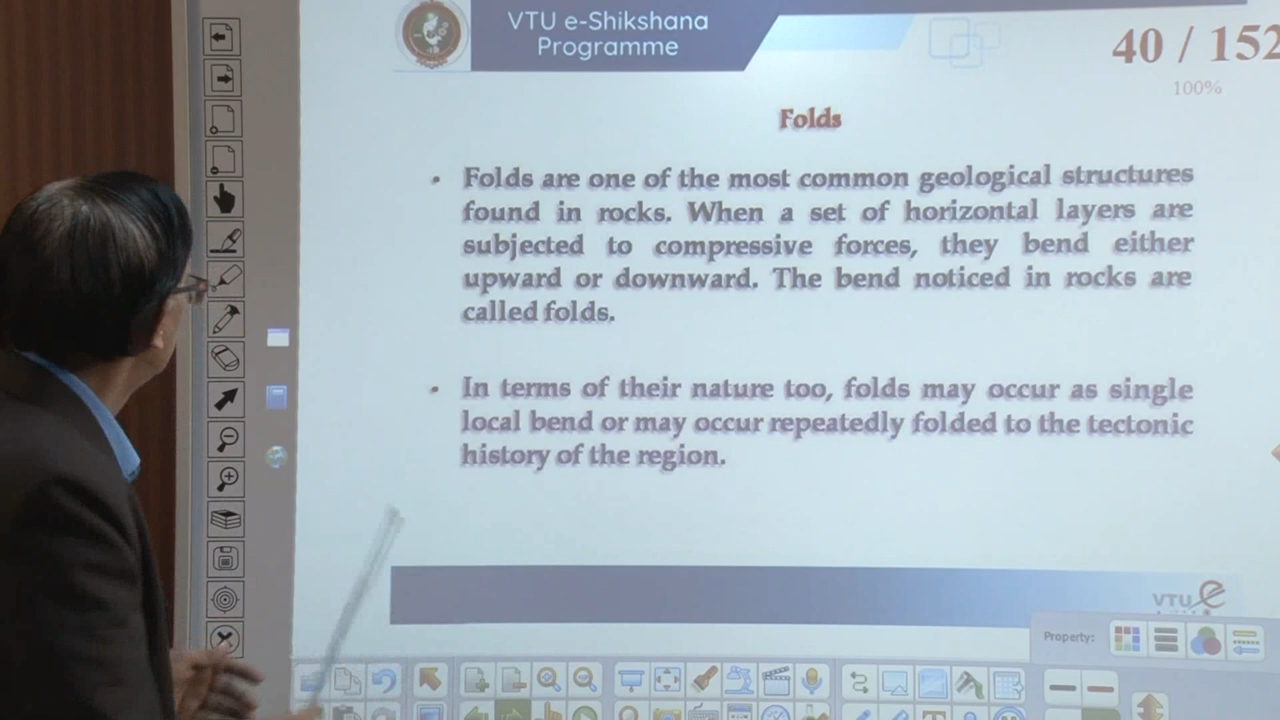 VTU e-Shikshana
Programme
40 / 152
100%
Folds
• Folds are one of the most common geological structures
found in rocks. When a set of horizontal layers are
subjected to compressive forces, they bend either
upward or downward. The bend noticed in rocks are
called folds.
• In terms of their nature too, folds may occur as single
local bend or may occur repeatedly folded to the tectonic
history of the region.
VTU e
Property: